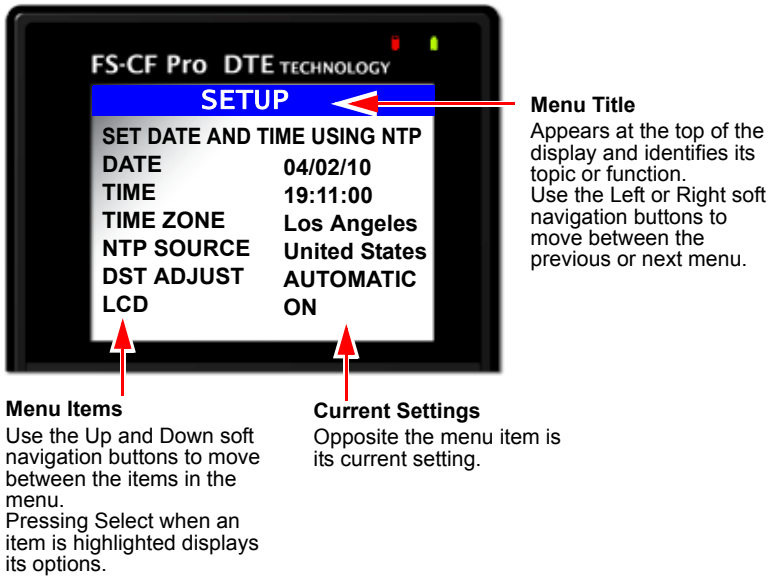 FS-CF Pro DTE TECHNOLOGY
SETUP
SET DATE AND TIME USING NTP
DATE 04/02/10
TIME 19:11:00
TIME ZONE Los Angeles
NTP SOURCE United States
DST ADJUST AUTOMATIC
LCD ON
Menu Title
Appears at the top of the
display and identifies its
topic or function.
Use the Left or Right soft
navigation buttons to
move between the
previous or next menu.
Menu Items
Use the Up and Down soft
navigation buttons to move
between the items in the
menu.
Pressing Select when an
item is highlighted displays
its options.
Current Settings
Opposite the menu item is
its current setting.